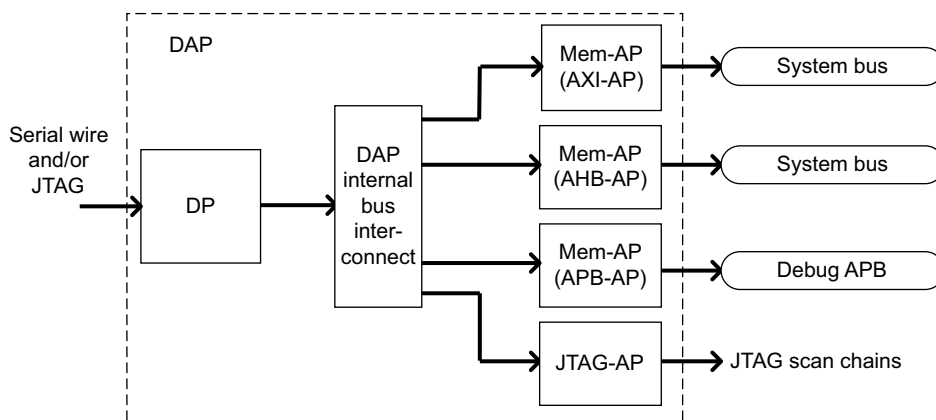 DAP
Serial wire
and/or
JTAG
DP
DAP
internal
bus
inter-
connect
Mem-AP
(AXI-AP)
System bus
Mem-AP
(AHB-AP)
System bus
Mem-AP
(APB-AP)
Debug APB
JTAG-AP
JTAG scan chains